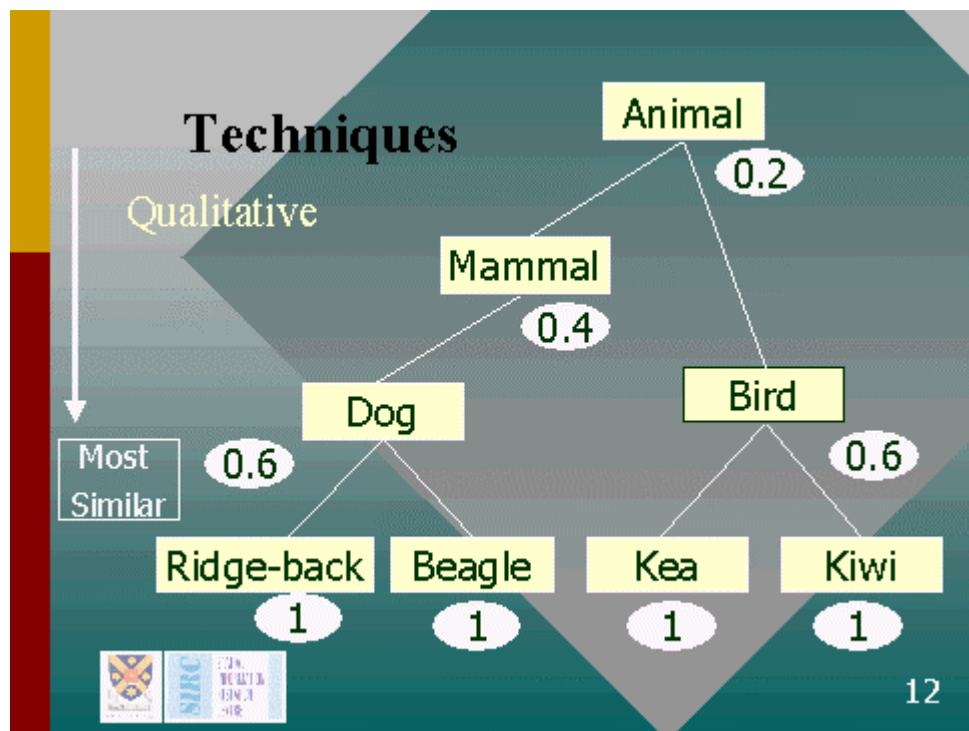 Techniques
Qualitative
Animal
0.2
Mammal
0.4
Dog
Bird
0.6
0.6
Most
Similar
Ridge-back
Beagle
Kea
Kiwi
1
1
1
1
SIRC
12